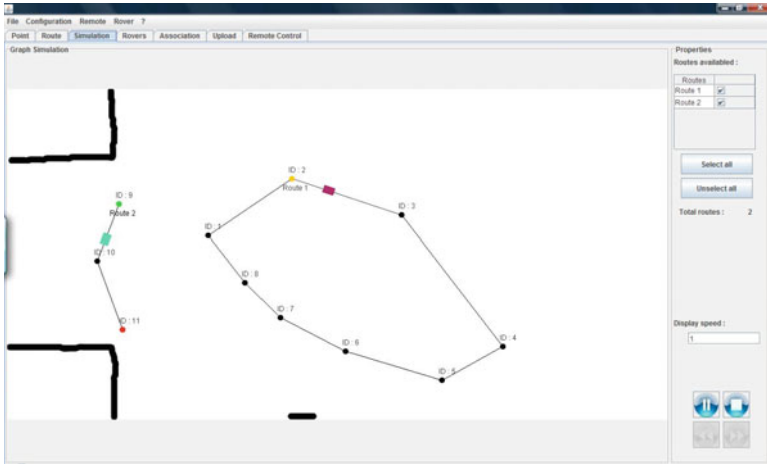 File Configuration Remote Rover ?
Point Route Simulation Rovers Association Upload Remote Control
Graph Simulation
Properties
Routes availabled :
Routes
Route 1
Route 2
Select all
Unselect all
Total routes : 2
Display speed :
1
ID : 2
Route 1
ID : 9
Route 2
ID : 3
ID : 1
ID : 10
ID : 8
ID : 7
ID : 11
ID : 6
ID : 4
ID : 5